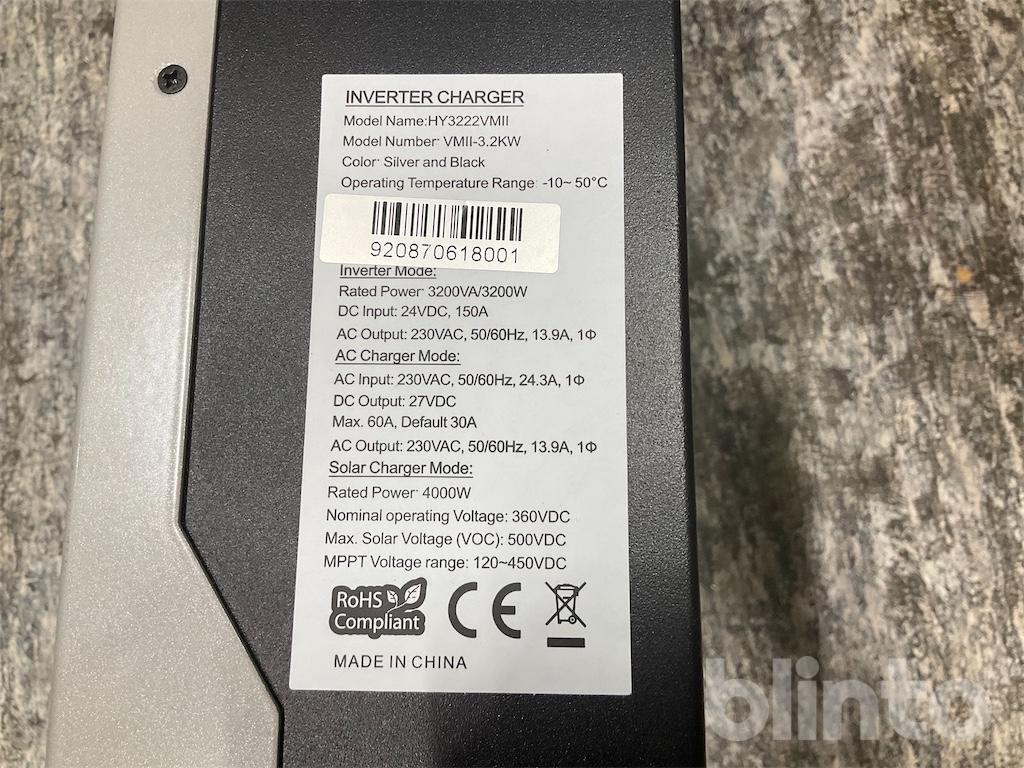 INVERTER CHARGER
Model Name:HY3222VMII
Model Number: VMII-3.2KW
Color: Silver and Black
Operating Temperature Range: -10~ 50°C
920870618001
Inverter Mode:
Rated Power: 3200VA/3200W
DC Input: 24VDC, 150A
AC Output: 230VAC, 50/60Hz, 13.9A, 1Φ
AC Charger Mode:
AC Input: 230VAC, 50/60Hz, 24.3A, 1Φ
DC Output: 27VDC
Max. 60A, Default 30A
AC Output: 230VAC, 50/60Hz, 13.9A, 1Φ
Solar Charger Mode:
Rated Power: 4000W
Nominal operating Voltage: 360VDC
Max. Solar Voltage (VOC): 500VDC
MPPT Voltage range: 120~450VDC
RoHS
Compliant
CE
MADE IN CHINA
blinto